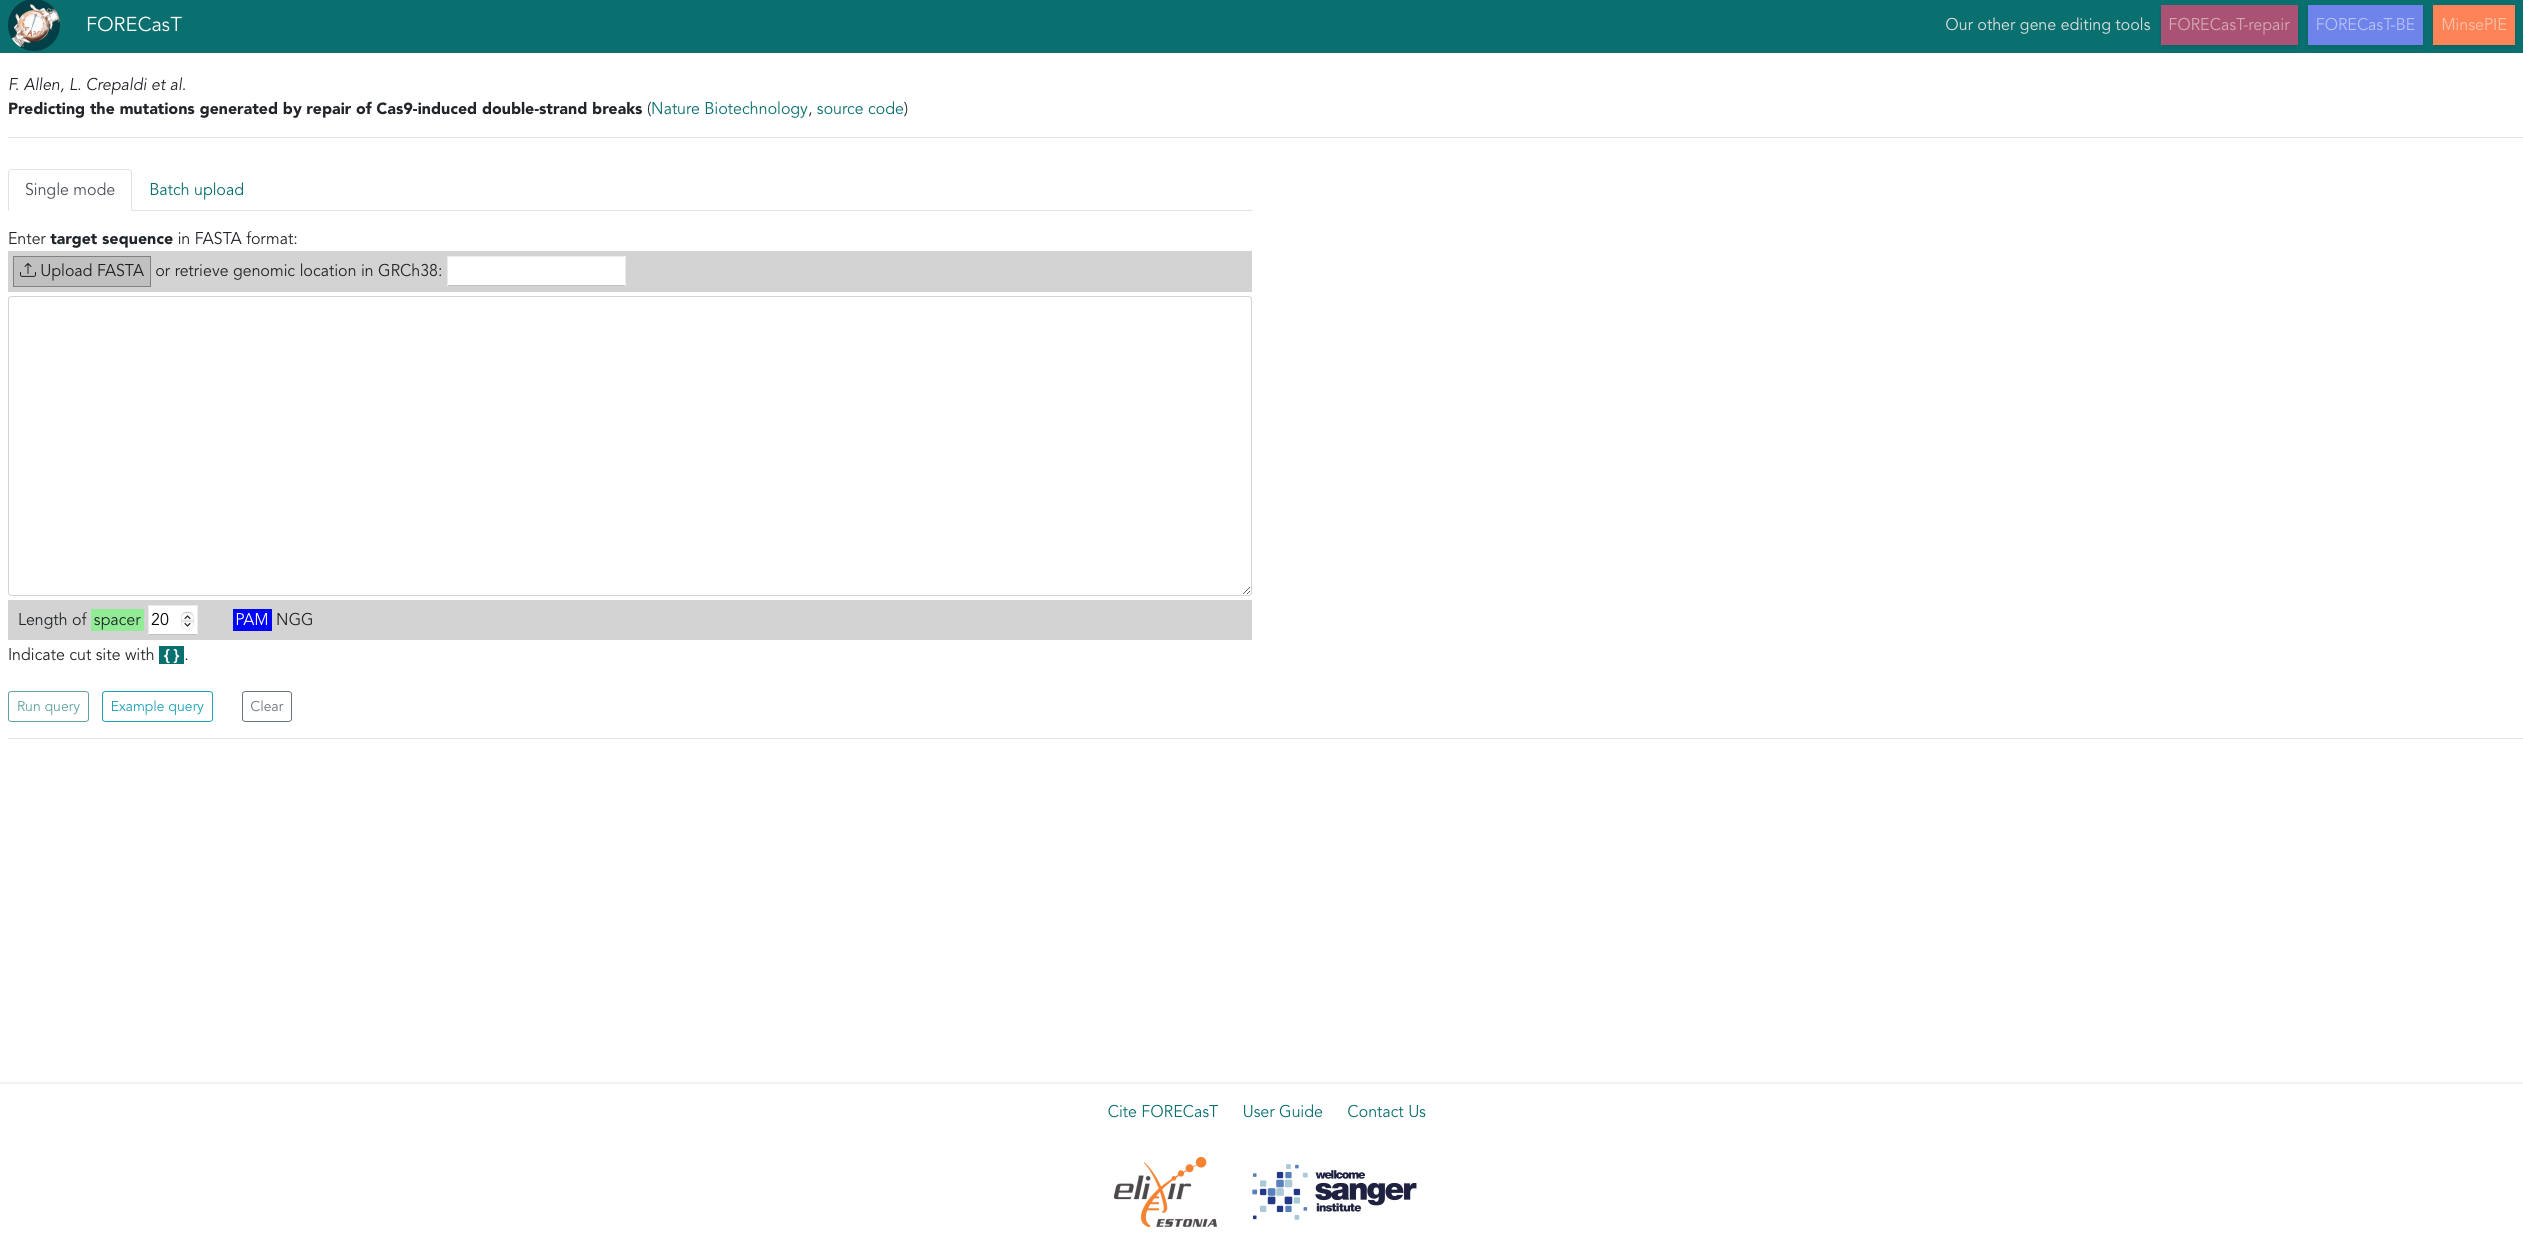 FORECasT
Our other gene editing tools FORECasT-repair FORECasT-BE MinsePIE
F. Allen, L. Crepaldi et al.
Predicting the mutations generated by repair of Cas9-induced double-strand breaks (Nature Biotechnology, source code)
Single mode Batch upload
Enter target sequence in FASTA format:
Upload FASTA or retrieve genomic location in GRCh38:
Length of spacer 20 PAM NGG
Indicate cut site with {}.
Run query Example query Clear
Cite FORECasT User Guide Contact Us
elixir
ESTONIA
wellcome
sanger
institute